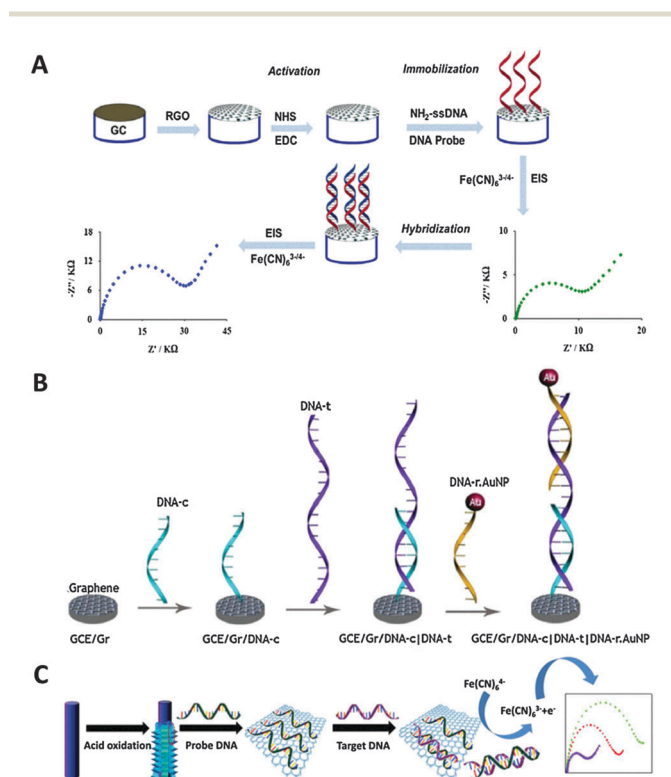 A
Activation
Immobilization
GC
RGO
NHS
EDC
NH2-ssDNA
DNA Probe
Fe(CN)6 3-/4-
EIS
EIS
Fe(CN)6 3-/4-
Hybridization
-Z''/ KΩ
18
12
6
0
0
15
30
45
Z' / KΩ
-Z''/ KΩ
10
5
0
0
10
20
Z' / KΩ
B
DNA-t
Au
DNA-c
DNA-r.AuNP
Au
Graphene
GCE/Gr
GCE/Gr/DNA-c
GCE/Gr/DNA-c|DNA-t
GCE/Gr/DNA-c|DNA-t|DNA-r.AuNP
C
Fe(CN)6 4-
Fe(CN)6 3-+e-
Acid oxidation
Probe DNA
Target DNA